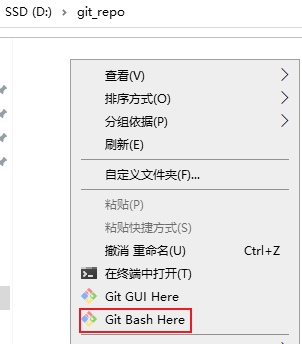 SSD (D:) › git_repo
查看(V)
排序方式(O)
分组依据(P)
刷新(E)
自定义文件夹(F)...
粘贴(P)
粘贴快捷方式(S)
撤消 重命名(U) Ctrl+Z
在终端中打开(T)
Git GUI Here
Git Bash Here